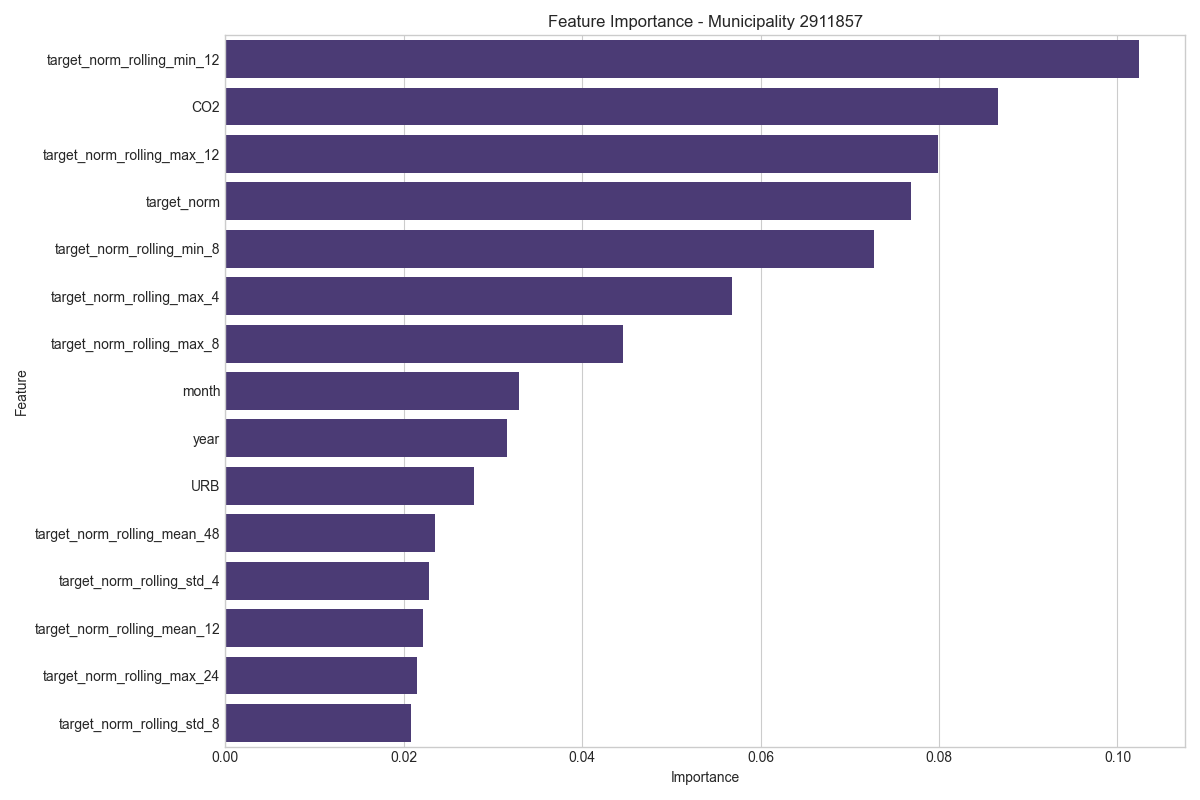 Feature Importance - Municipality 2911857
target_norm_rolling_min_12
CO2
target_norm_rolling_max_12
target_norm
target_norm_rolling_min_8
target_norm_rolling_max_4
target_norm_rolling_max_8
month
year
URB
target_norm_rolling_mean_48
target_norm_rolling_std_4
target_norm_rolling_mean_12
target_norm_rolling_max_24
target_norm_rolling_std_8
Feature
0.00 0.02 0.04 0.06 0.08 0.10
Importance